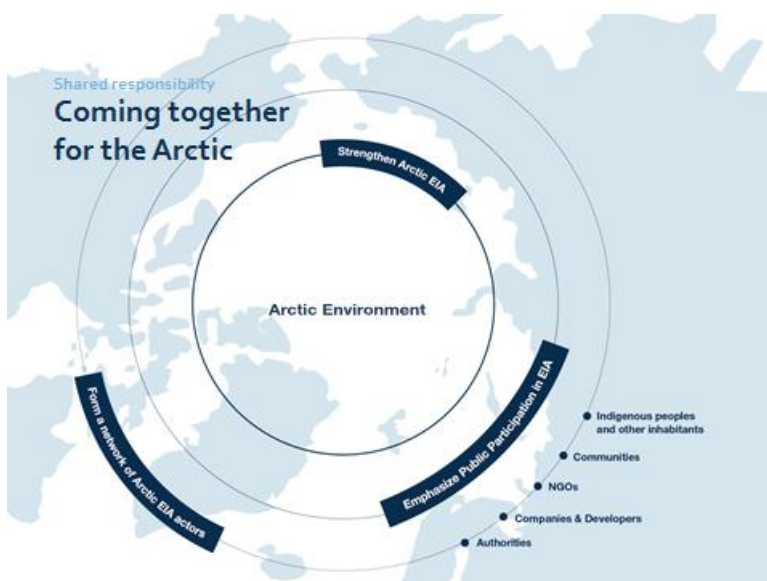 Shared responsibility
Coming together
for the Arctic
Strengthen Arctic EIA
Arctic Environment
Emphasize Public Participation in EIA
Form a network of Arctic EIA actors
Indigenous peoples
and other inhabitants
Communities
NGOs
Companies & Developers
Authorities